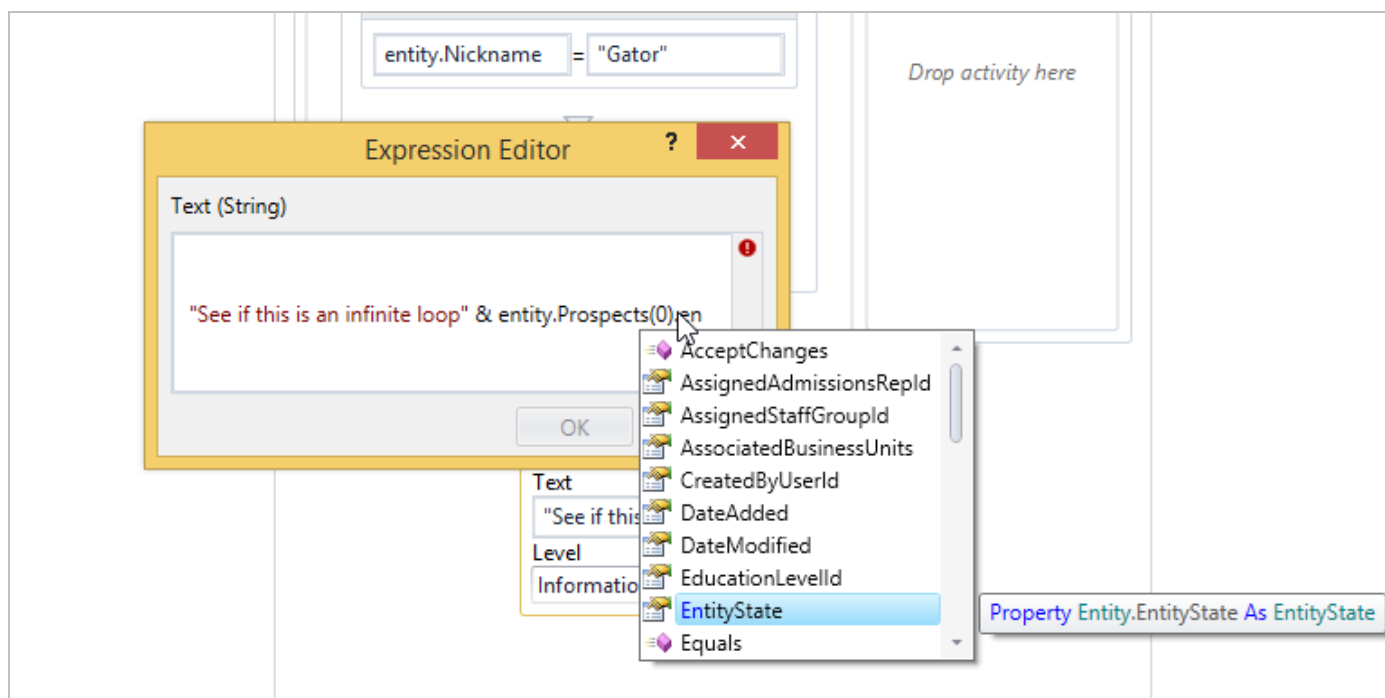 entity.Nickname = "Gator"
Drop activity here
Expression Editor ?
Text (String)
"See if this is an infinite loop" & entity.Prospects(0).en
AcceptChanges
AssignedAdmissionsRepId
AssignedStaffGroupId
AssociatedBusinessUnits
CreatedByUserId
DateAdded
DateModified
EducationLevelId
EntityState
Equals
Property Entity.EntityState As EntityState
OK
Text
"See if this
Level
Informatio